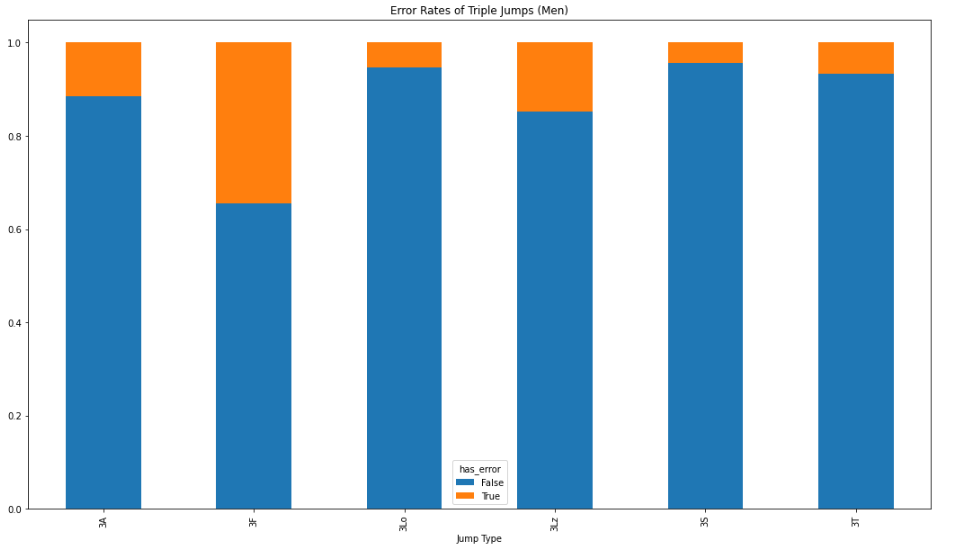 Error Rates of Triple Jumps (Men)
1.0
0.8
0.6
0.4
0.2
0.0
has_error
False
True
3A
3F
3Lo
3Lz
3S
3T
Jump Type